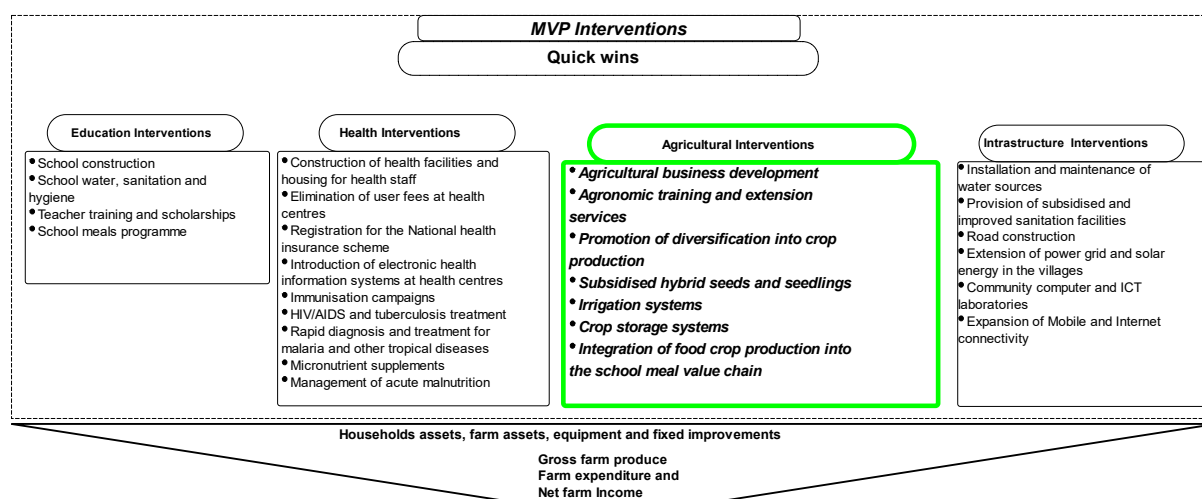 MVP Interventions
Quick wins
Education Interventions
• School construction
• School water, sanitation and
hygiene
• Teacher training and scholarships
• School meals programme
Health Interventions
• Construction of health facilities and
housing for health staff
• Elimination of user fees at health
centres
• Registration for the National health
insurance scheme
• Introduction of electronic health
information systems at health centres
• Immunisation campaigns
• HIV/AIDS and tuberculosis treatment
• Rapid diagnosis and treatment for
malaria and other tropical diseases
• Micronutrient supplements
• Management of acute malnutrition
Agricultural Interventions
• Agricultural business development
• Agronomic training and extension
services
• Promotion of diversification into crop
production
• Subsidised hybrid seeds and seedlings
• Irrigation systems
• Crop storage systems
• Integration of food crop production into
the school meal value chain
Intrastructure Interventions
• Installation and maintenance of
water sources
• Provision of subsidised and
improved sanitation facilities
• Road construction
• Extension of power grid and solar
energy in the villages
• Community computer and ICT
laboratories
• Expansion of Mobile and Internet
connectivity
Households assets, farm assets, equipment and fixed improvements
Gross farm produce
Farm expenditure and
Net farm Income